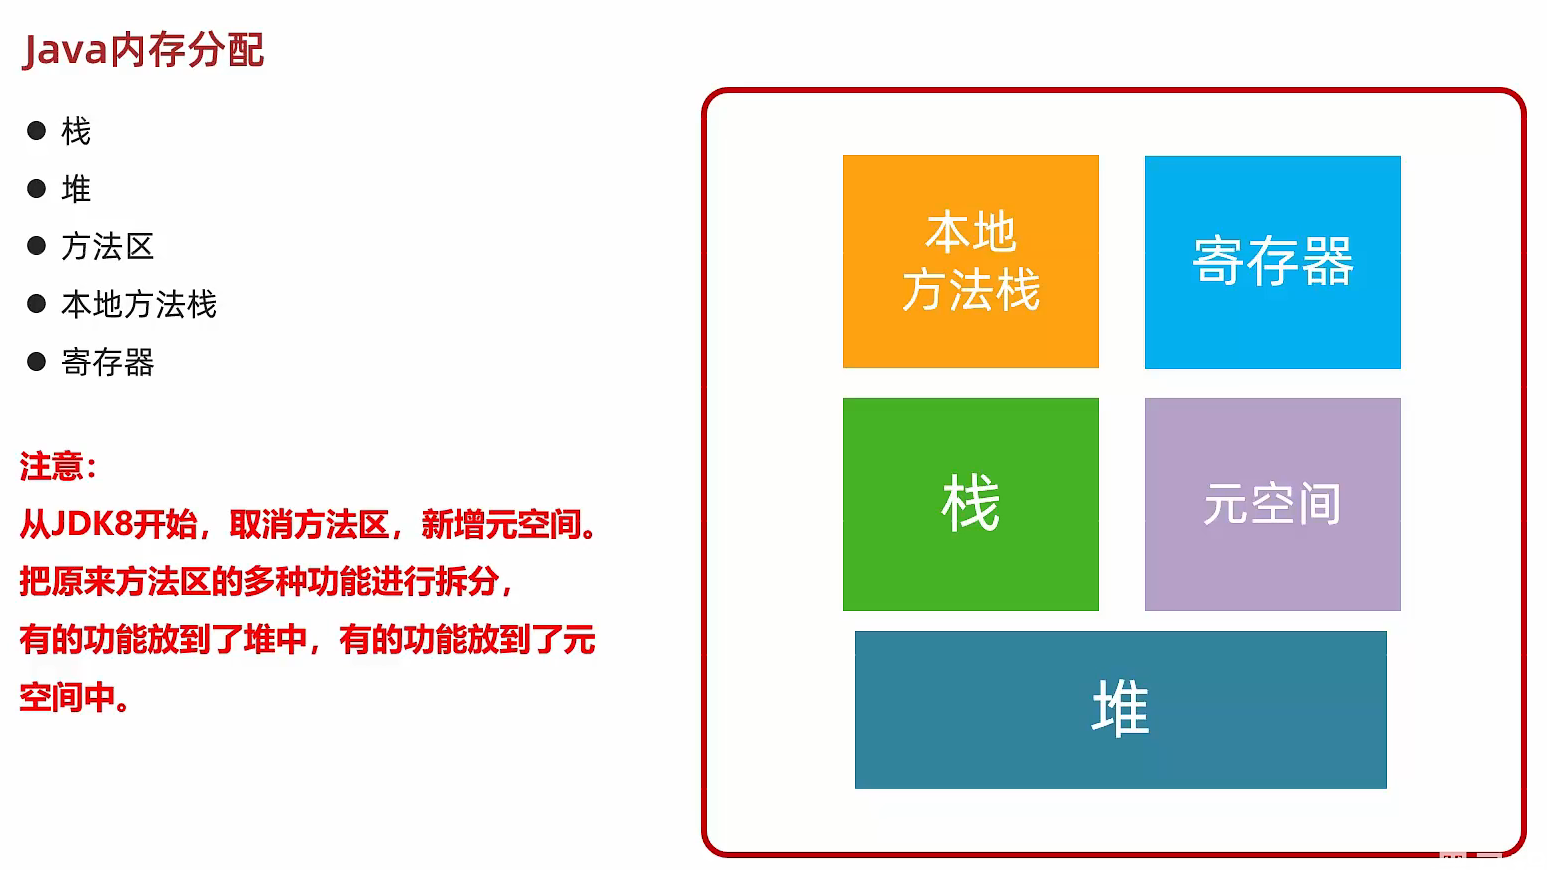 Java内存分配
栈
堆
方法区
本地方法栈
寄存器
注意：
从JDK8开始，取消方法区，新增元空间。
把原来方法区的多种功能进行拆分，
有的功能放到了堆中，有的功能放到了元
空间中。
本地
方法栈
寄存器
栈
元空间
堆